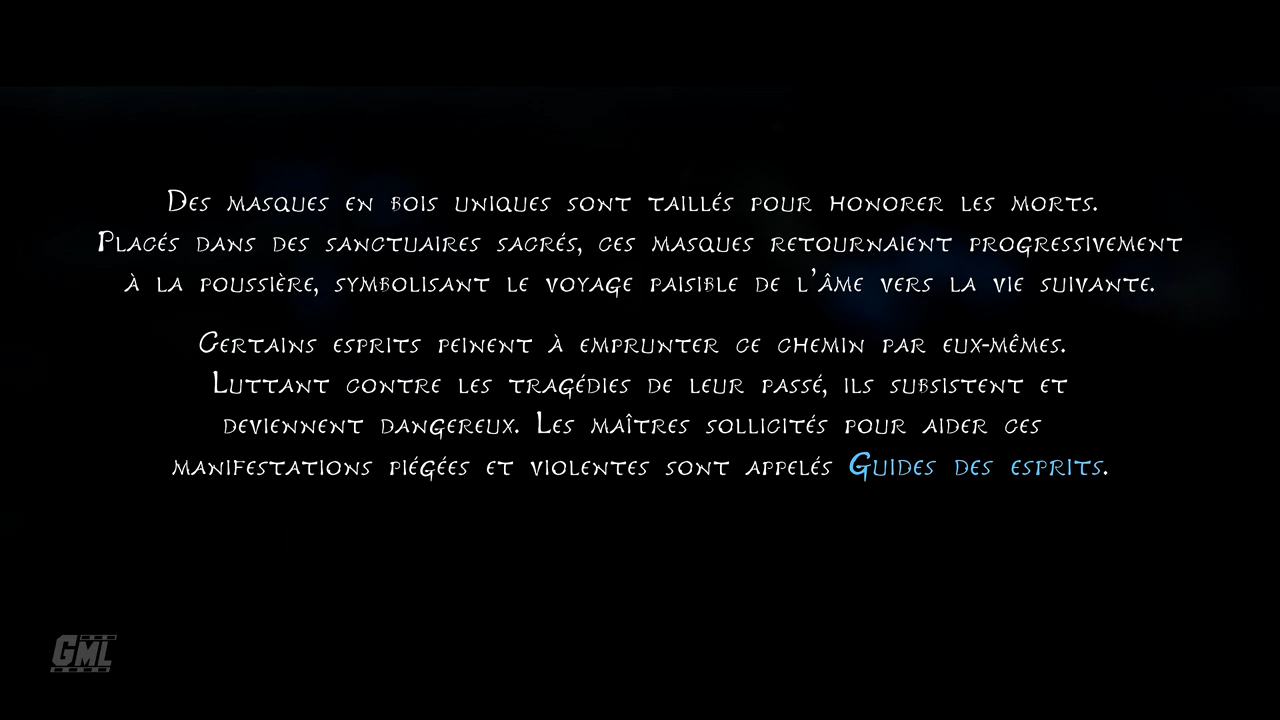 Des masques en bois uniques sont taillés pour honorer les morts.
Placés dans des sanctuaires sacrés, ces masques retournaient progressivement
à la poussière, symbolisant le voyage paisible de l'âme vers la vie suivante.
Certains esprits peinent à emprunter ce chemin par eux-mêmes.
Luttant contre les tragédies de leur passé, ils subsistent et
deviennent dangereux. Les maîtres sollicités pour aider ces
manifestations piégées et violentes sont appelés Guides des esprits.
GML